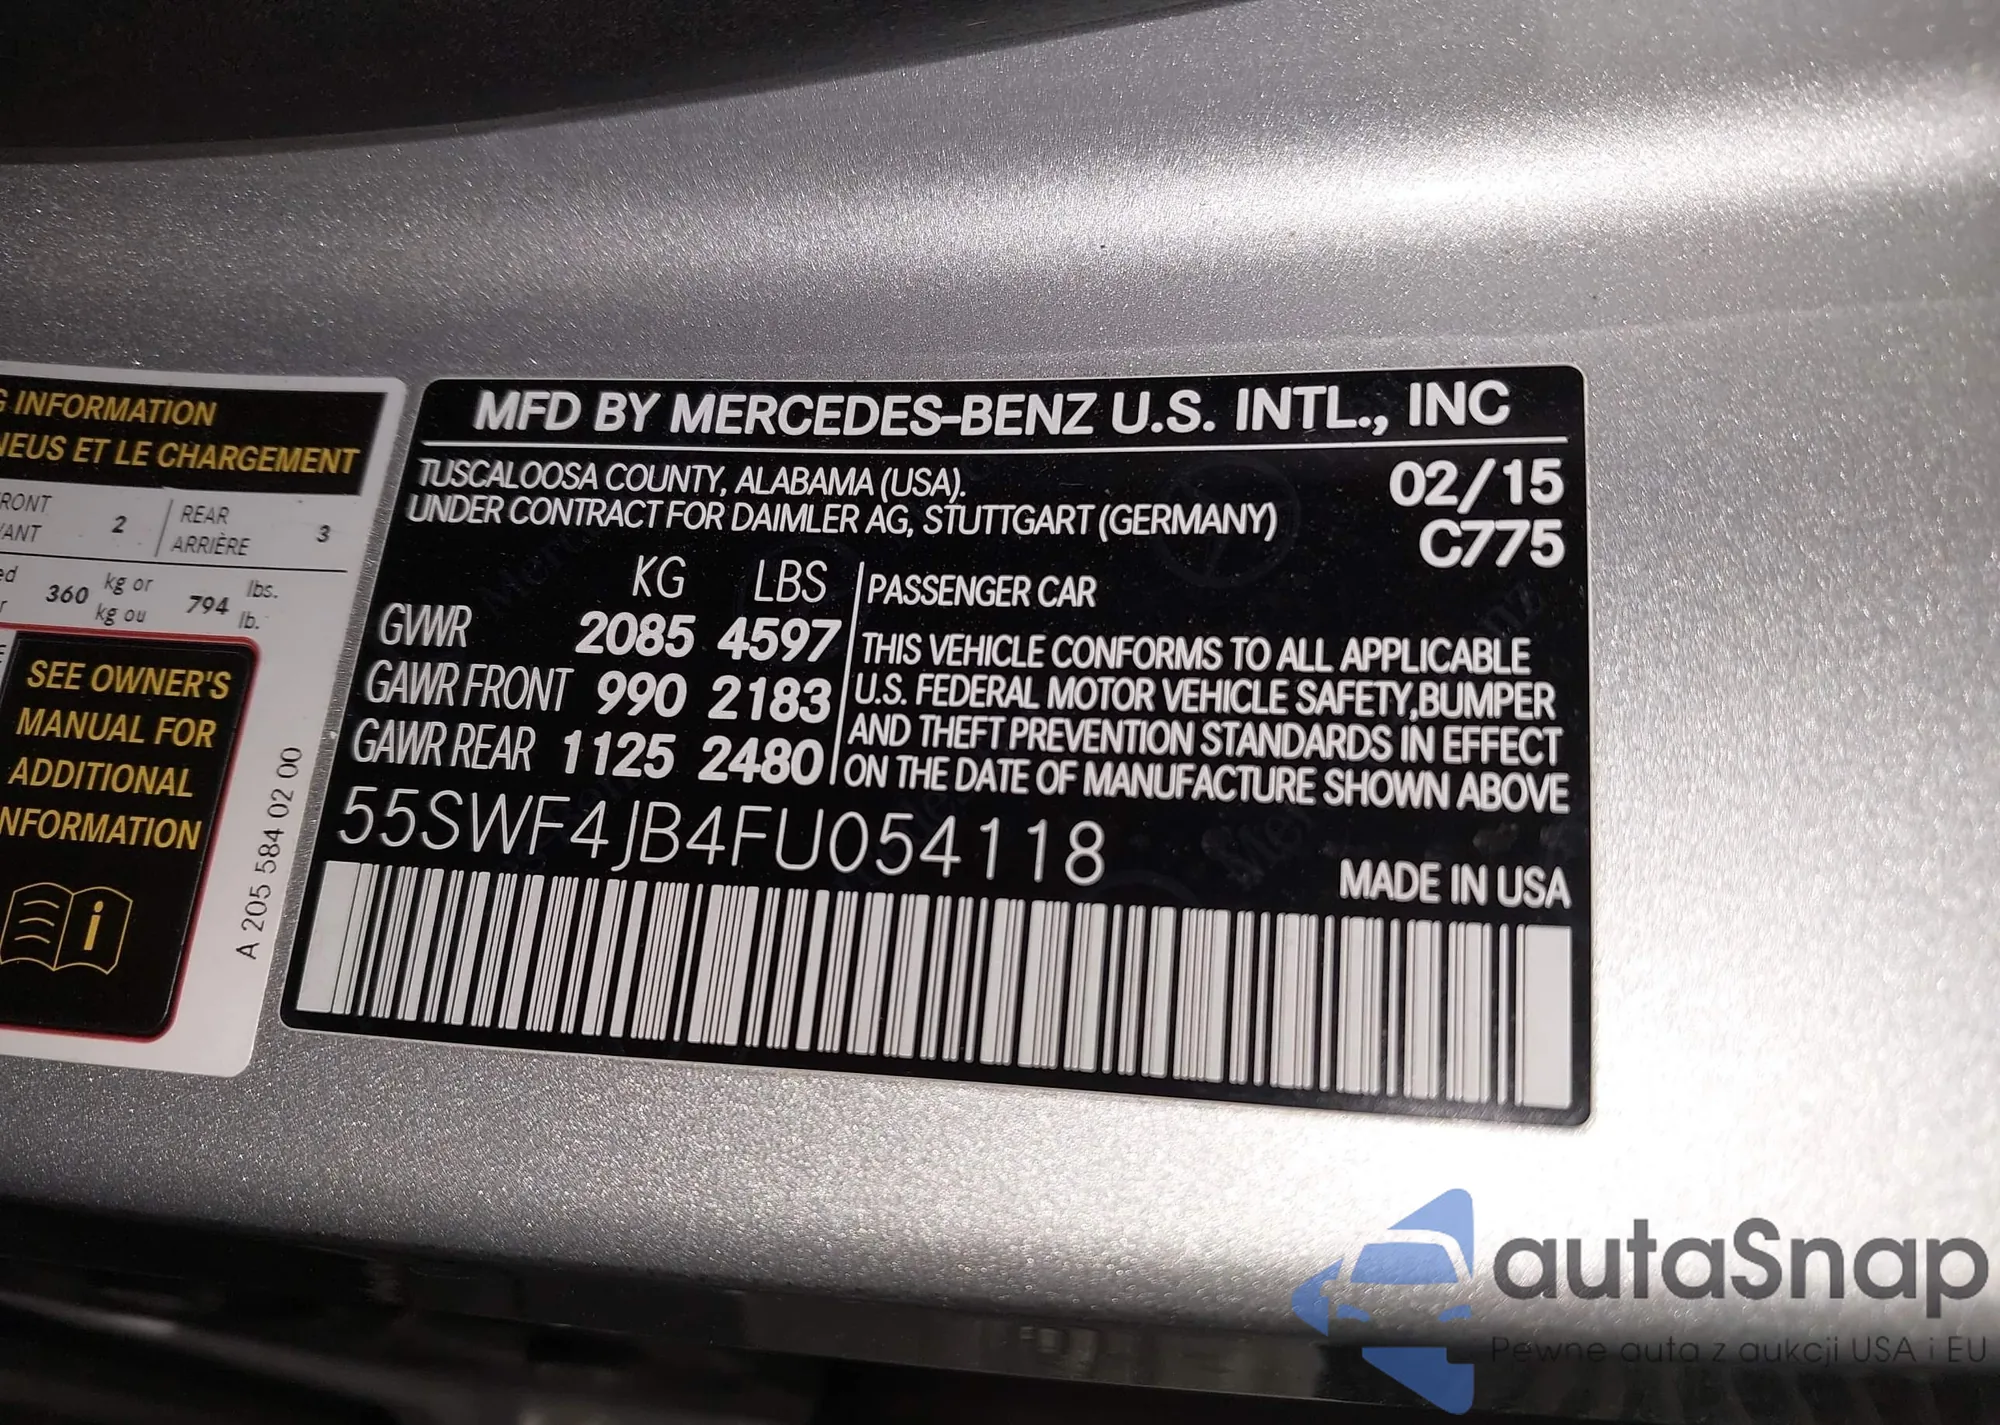 G INFORMATION
NEUS ET LE CHARGEMENT
RONT
VANT
2
REAR
ARRIÈRE
3
360 kg or
kg ou
794 lbs.
lb.
SEE OWNER'S
MANUAL FOR
ADDITIONAL
NFORMATION
A 205 584 02 00
MFD BY MERCEDES-BENZ U.S. INTL., INC
TUSCALOOSA COUNTY, ALABAMA (USA).
UNDER CONTRACT FOR DAIMLER AG, STUTTGART (GERMANY)
02/15
C775
KG LBS
GVWR 2085 4597
GAWR FRONT 990 2183
GAWR REAR 1125 2480
PASSENGER CAR
THIS VEHICLE CONFORMS TO ALL APPLICABLE
U.S. FEDERAL MOTOR VEHICLE SAFETY,BUMPER
AND THEFT PREVENTION STANDARDS IN EFFECT
ON THE DATE OF MANUFACTURE SHOWN ABOVE
55SWF4JB4FU054118
MADE IN USA
autaSnap
Pewne auta z aukcji USA i EU